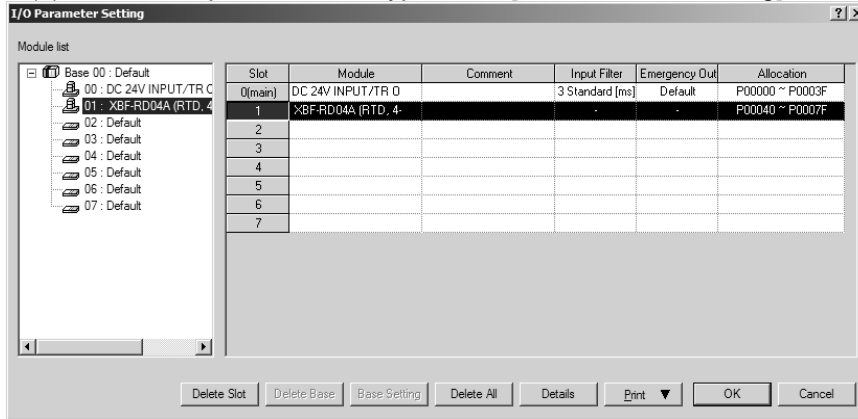 I/O Parameter Setting
Module list
Base 00 : Default
00 : DC 24V INPUT/TR O
01 : XBF-RD04A (RTD, 4
02 : Default
03 : Default
04 : Default
05 : Default
06 : Default
07 : Default
Slot Module Comment Input Filter Emergency Out Allocation
0(main) DC 24V INPUT/TR O 3 Standard [ms] Default P00000 ~ P0003F
1 XBF-RD04A (RTD, 4- - - P00040 ~ P0007F
2
3
4
5
6
7
Delete Slot Delete Base Base Setting Delete All Details Print ▼ OK Cancel